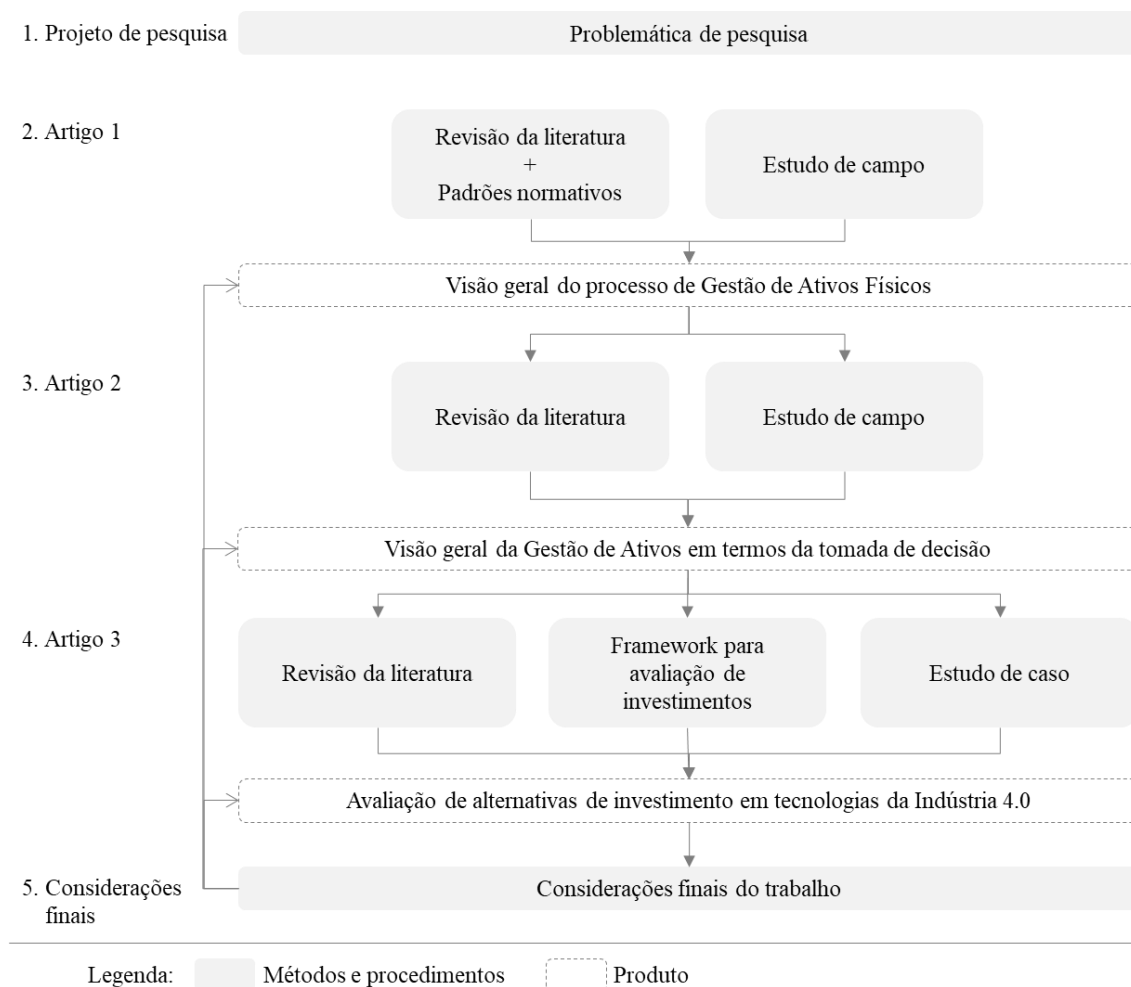 1. Projeto de pesquisa
Problemática de pesquisa
2. Artigo 1
Revisão da literatura
+
Padrões normativos
Estudo de campo
Visão geral do processo de Gestão de Ativos Físicos
3. Artigo 2
Revisão da literatura
Estudo de campo
Visão geral da Gestão de Ativos em termos da tomada de decisão
4. Artigo 3
Revisão da literatura
Framework para
avaliação de
investimentos
Estudo de caso
Avaliação de alternativas de investimento em tecnologias da Indústria 4.0
5. Considerações
finais
Considerações finais do trabalho
Legenda:
Métodos e procedimentos
Produto